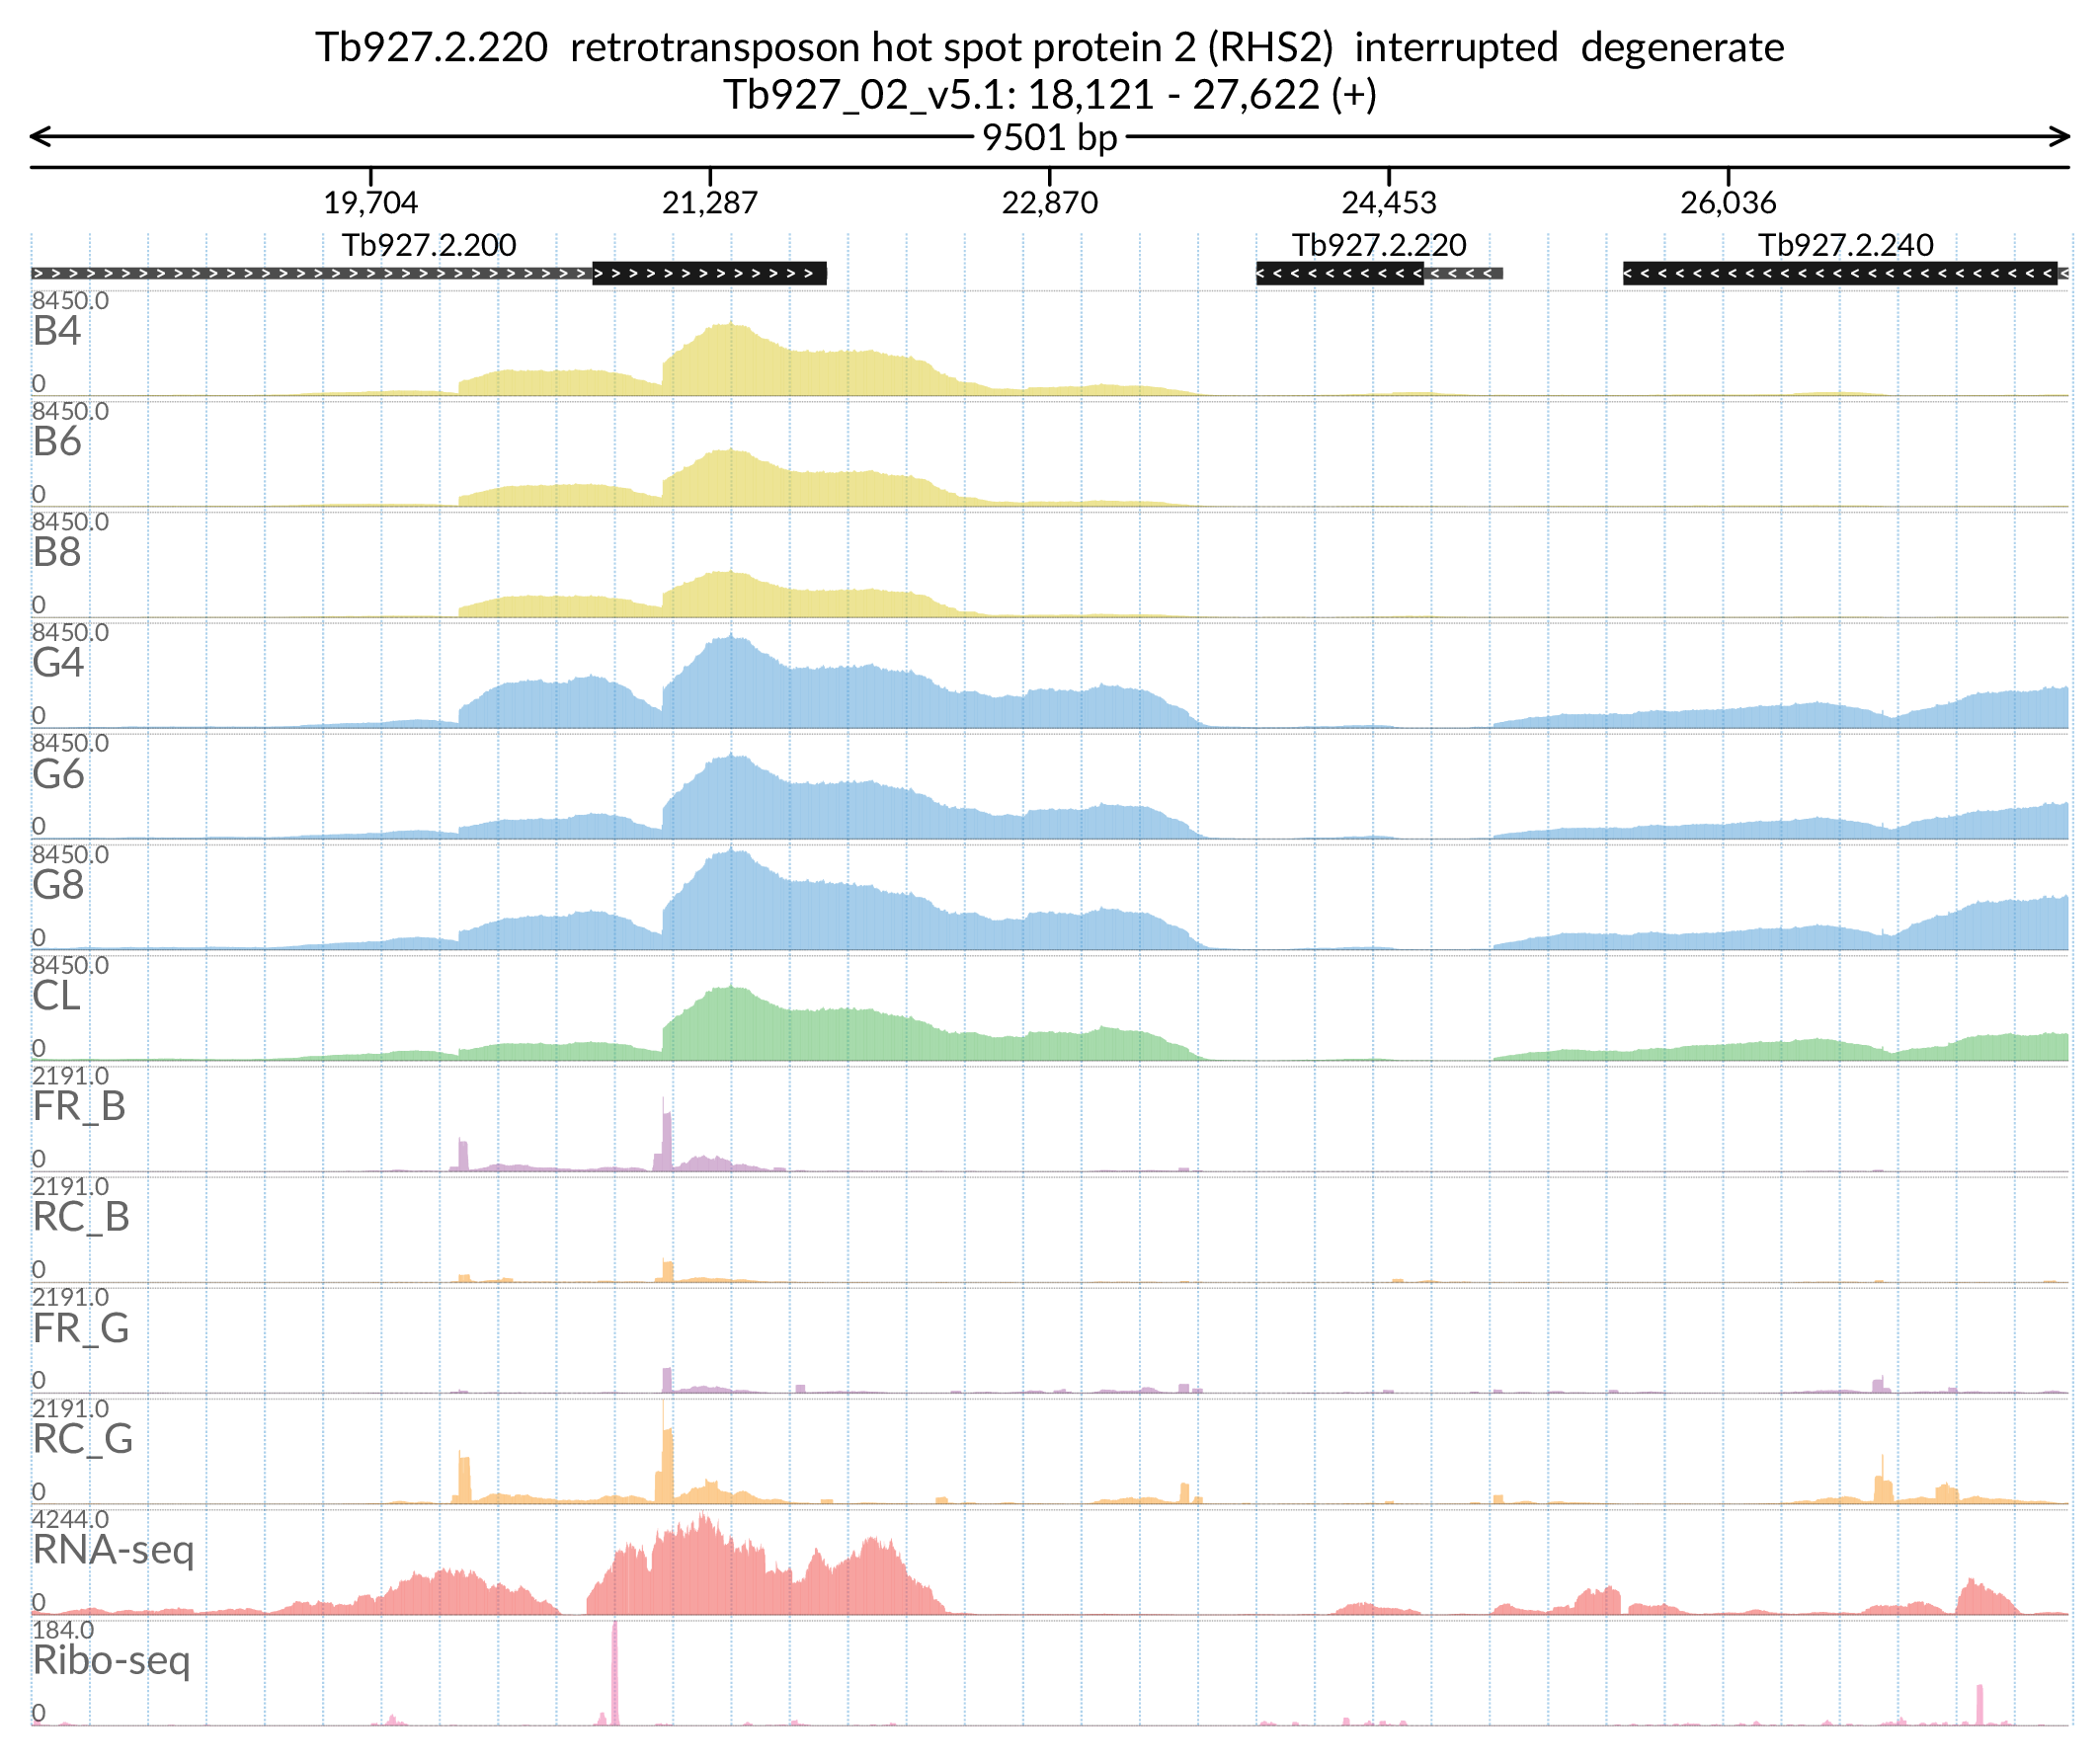 Tb927.2.220 retrotransposon hot spot protein 2 (RHS2) interrupted degenerate
Tb927_02_v5.1: 18,121 - 27,622 (+)
9501 bp
19,704 21,287 22,870 24,453 26,036
Tb927.2.200 Tb927.2.220 Tb927.2.240
8450.0
B4
0
8450.0
B6
0
8450.0
B8
0
8450.0
G4
0
8450.0
G6
0
8450.0
G8
0
8450.0
CL
0
2191.0
FR_B
0
2191.0
RC_B
0
2191.0
FR_G
0
2191.0
RC_G
0
4244.0
RNA-seq
0
184.0
Ribo-seq
0